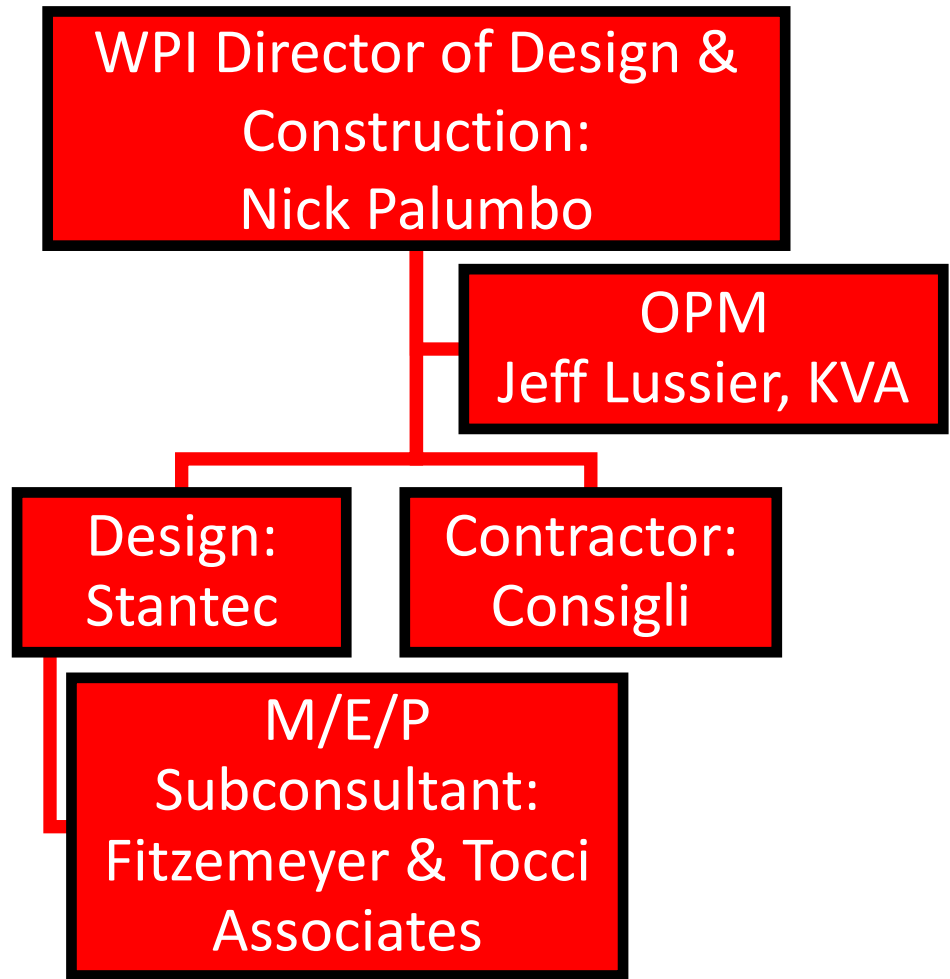 WPI Director of Design &
Construction:
Nick Palumbo
OPM
Jeff Lussier, KVA
Design:
Stantec
Contractor:
Consigli
M/E/P
Subconsultant:
Fitzemeyer & Tocci
Associates